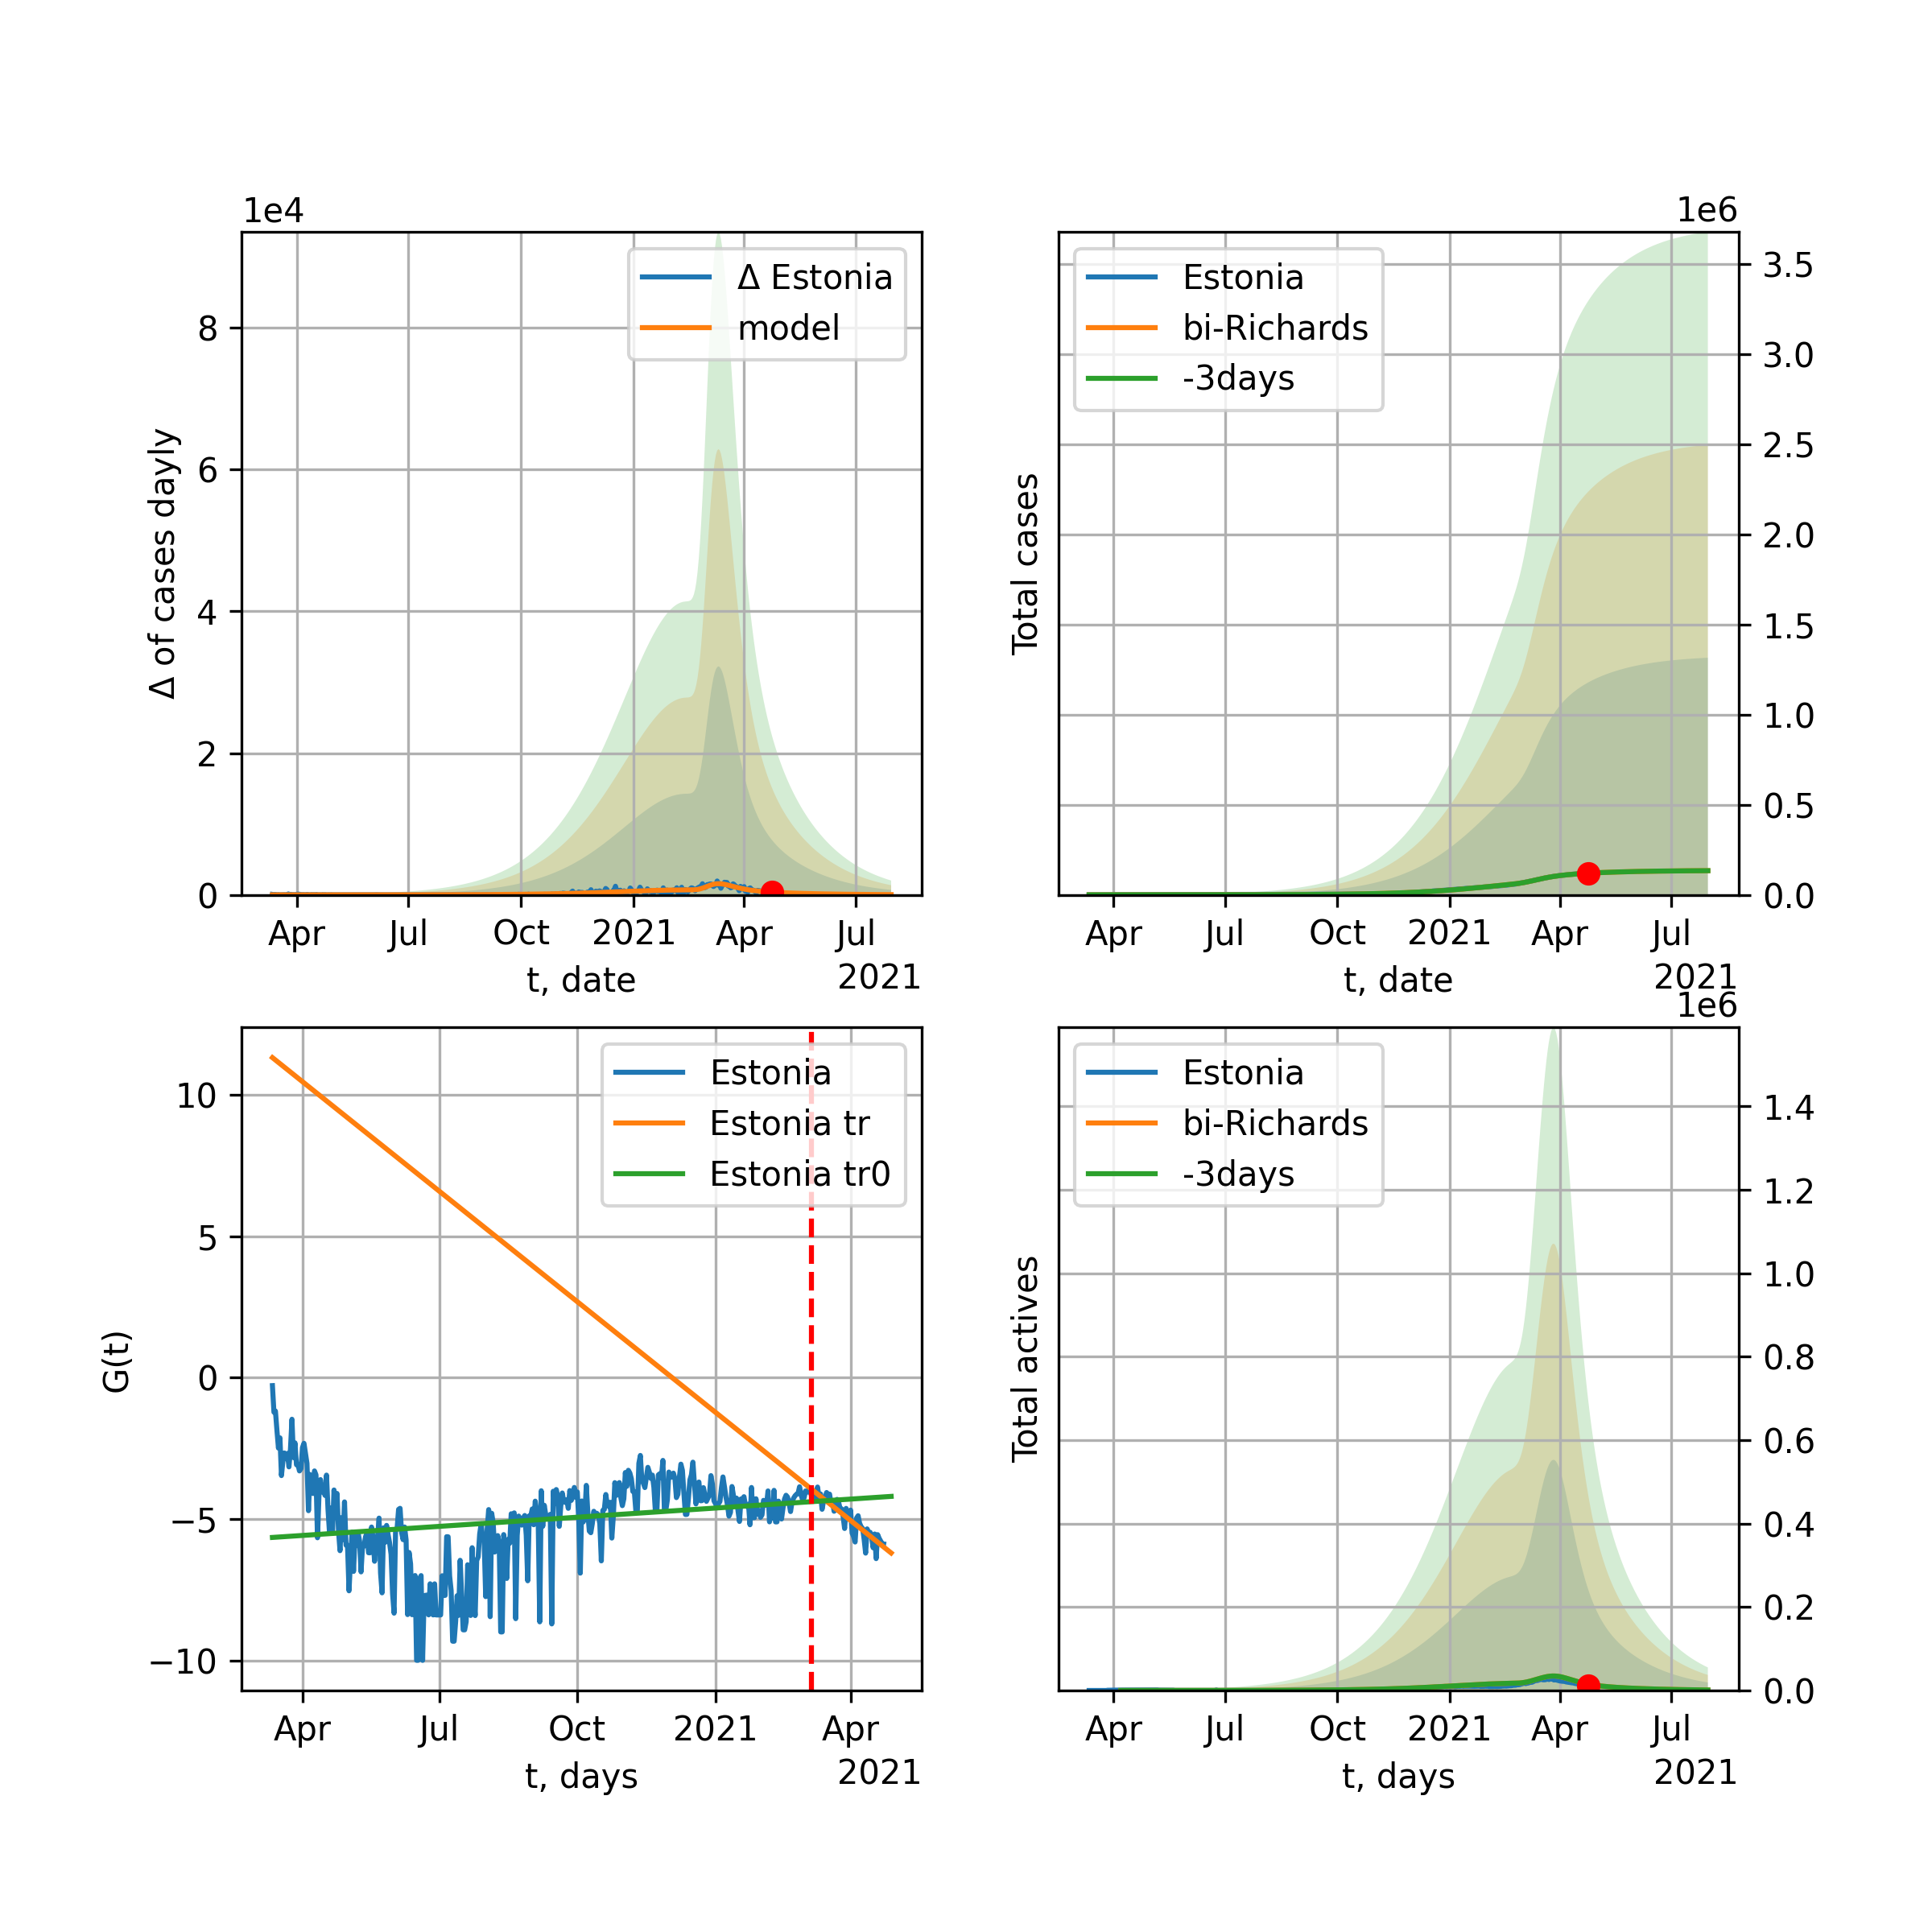 1e4
Δ of cases dayly
8
6
4
2
0
Δ Estonia
model
Apr Jul Oct 2021 Apr Jul
t, date
2021
1e6
Total cases
Estonia
bi-Richards
-3days
3.5
3.0
2.5
2.0
1.5
1.0
0.5
0.0
Apr Jul Oct 2021 Apr Jul
t, date
2021
G(t)
10
5
0
−5
−10
Estonia
Estonia tr
Estonia tr0
Apr Jul Oct 2021 Apr
t, days
2021
1e6
Total actives
Estonia
bi-Richards
-3days
1.4
1.2
1.0
0.8
0.6
0.4
0.2
0.0
Apr Jul Oct 2021 Apr Jul
t, days
2021